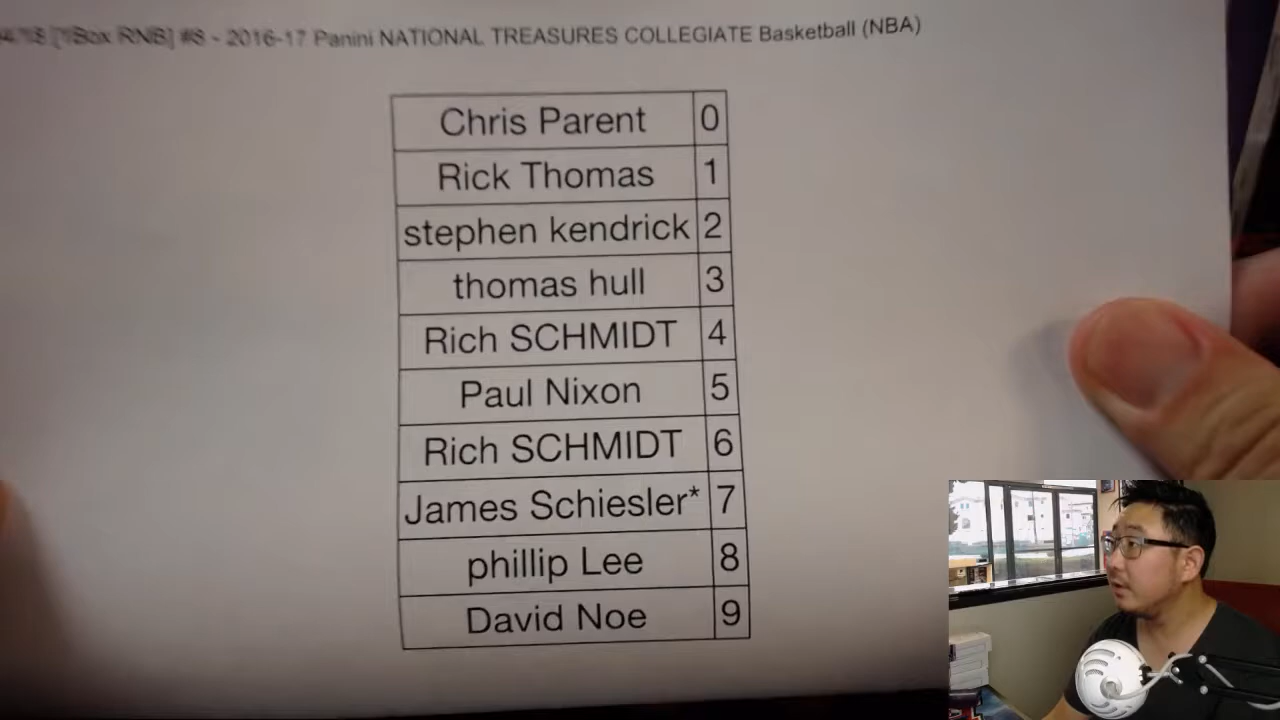 RNB] #8 - 2016-17 Panini NATIONAL TREASURES COLLEGIATE Basketball (NBA)
Chris Parent 0
Rick Thomas 1
stephen kendrick 2
thomas hull 3
Rich SCHMIDT 4
Paul Nixon 5
Rich SCHMIDT 6
James Schiesler* 7
phillip Lee 8
David Noe 9